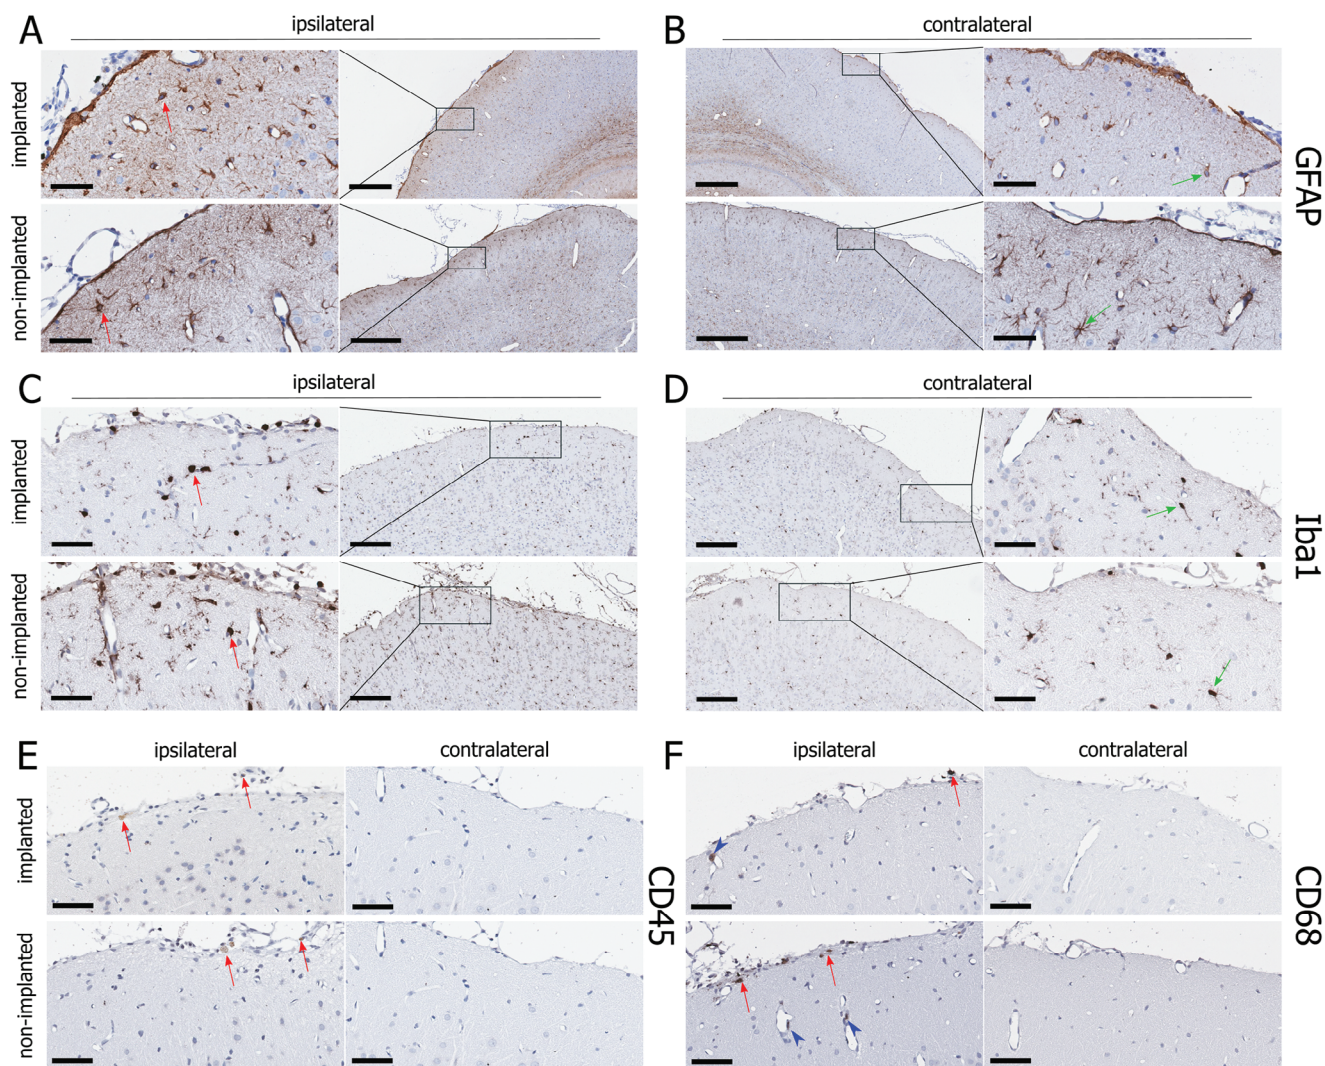 A
ipsilateral
B
contralateral
implanted
non-implanted
GFAP
C
ipsilateral
D
contralateral
implanted
non-implanted
Iba1
E
ipsilateral
contralateral
implanted
non-implanted
CD45
F
ipsilateral
contralateral
CD68